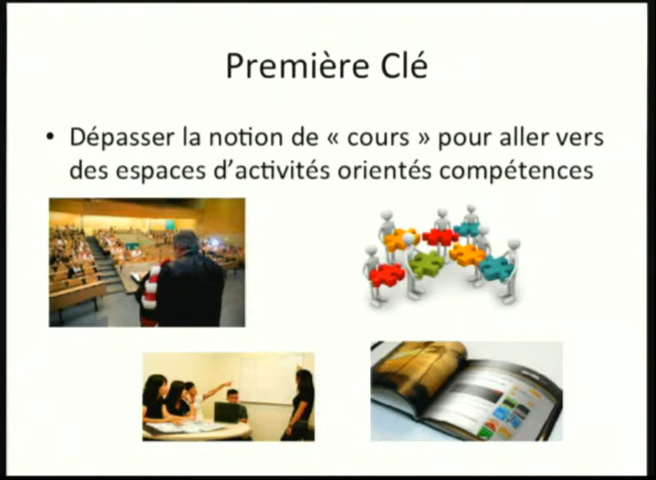 Première Clé
• Dépasser la notion de « cours » pour aller vers
des espaces d'activités orientés compétences